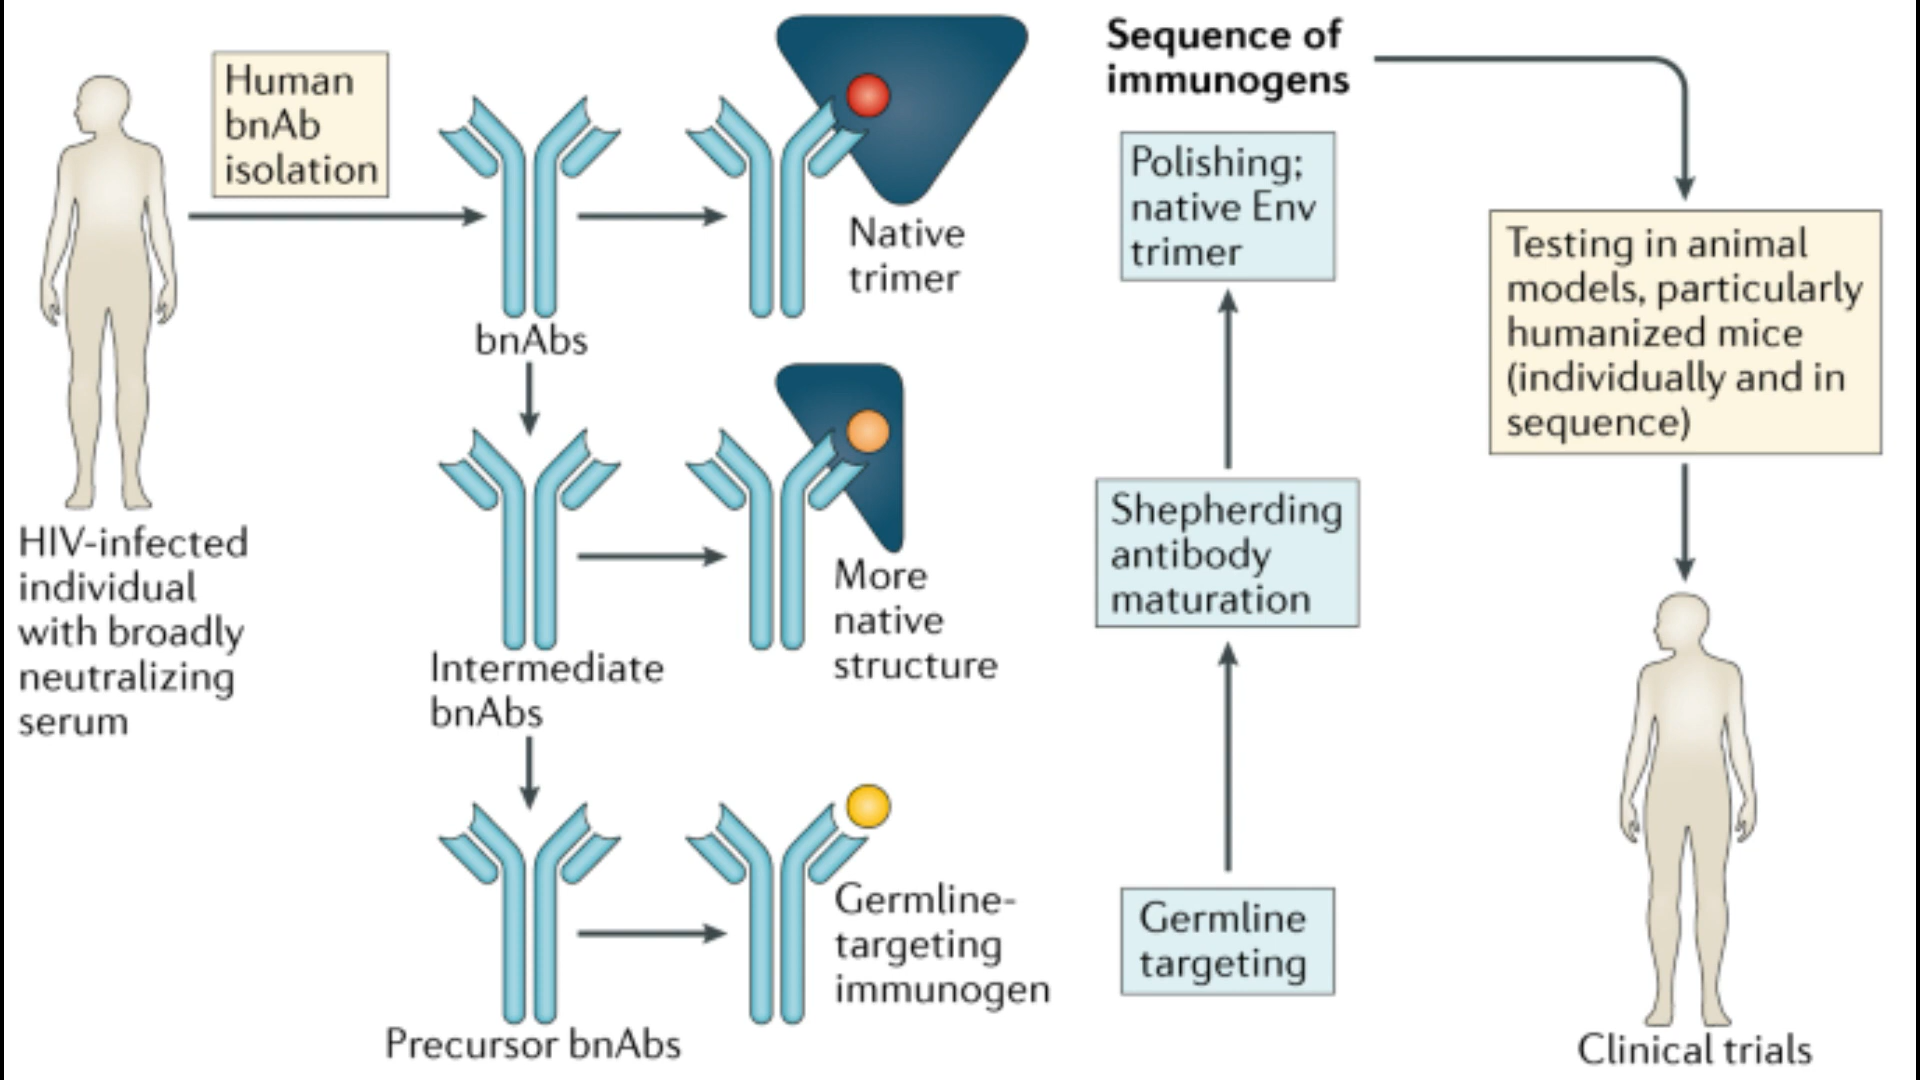 Human
bnAb
isolation
HIV-infected
individual
with broadly
neutralizing
serum
bnAbs
Native
trimer
Intermediate
bnAbs
More
native
structure
Precursor bnAbs
Germline-
targeting
immunogen
Sequence of
immunogens
Polishing;
native Env
trimer
Shepherding
antibody
maturation
Germline
targeting
Testing in animal
models, particularly
humanized mice
(individually and in
sequence)
Clinical trials